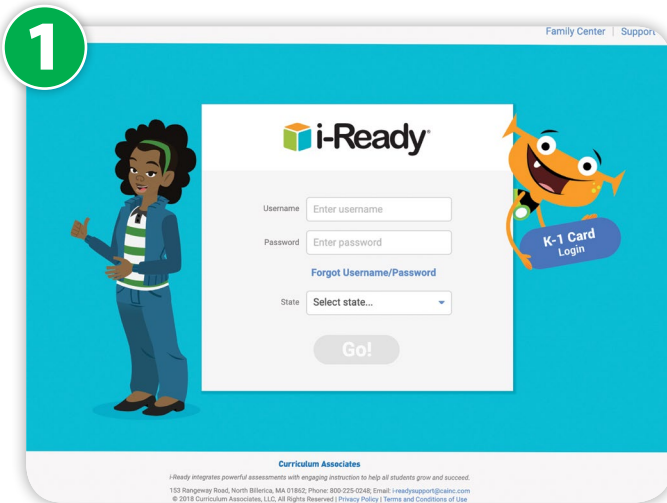 1
Family Center | Support
i-Ready
Username Enter username
Password Enter password
Forgot Username/Password
State Select state...
Go!
K-1 Card
Login
Curriculum Associates
i-Ready integrates powerful assessments with engaging instruction to help all students grow and succeed.
153 Rangeway Road, North Billerica, MA 01862; Phone: 800-225-0248; Email: i-readysupport@cainc.com
© 2018 Curriculum Associates, LLC, All Rights Reserved | Privacy Policy | Terms and Conditions of Use